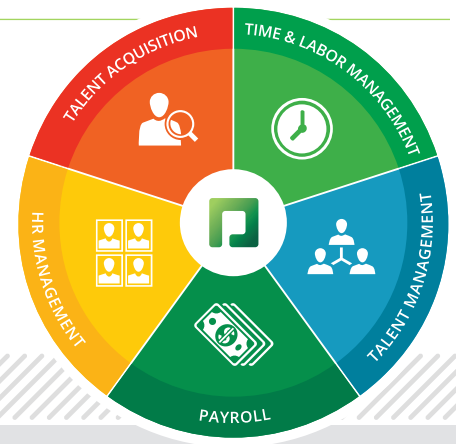 TALENT ACQUISITION
TIME & LABOR MANAGEMENT
TALENT MANAGEMENT
PAYROLL
HR MANAGEMENT